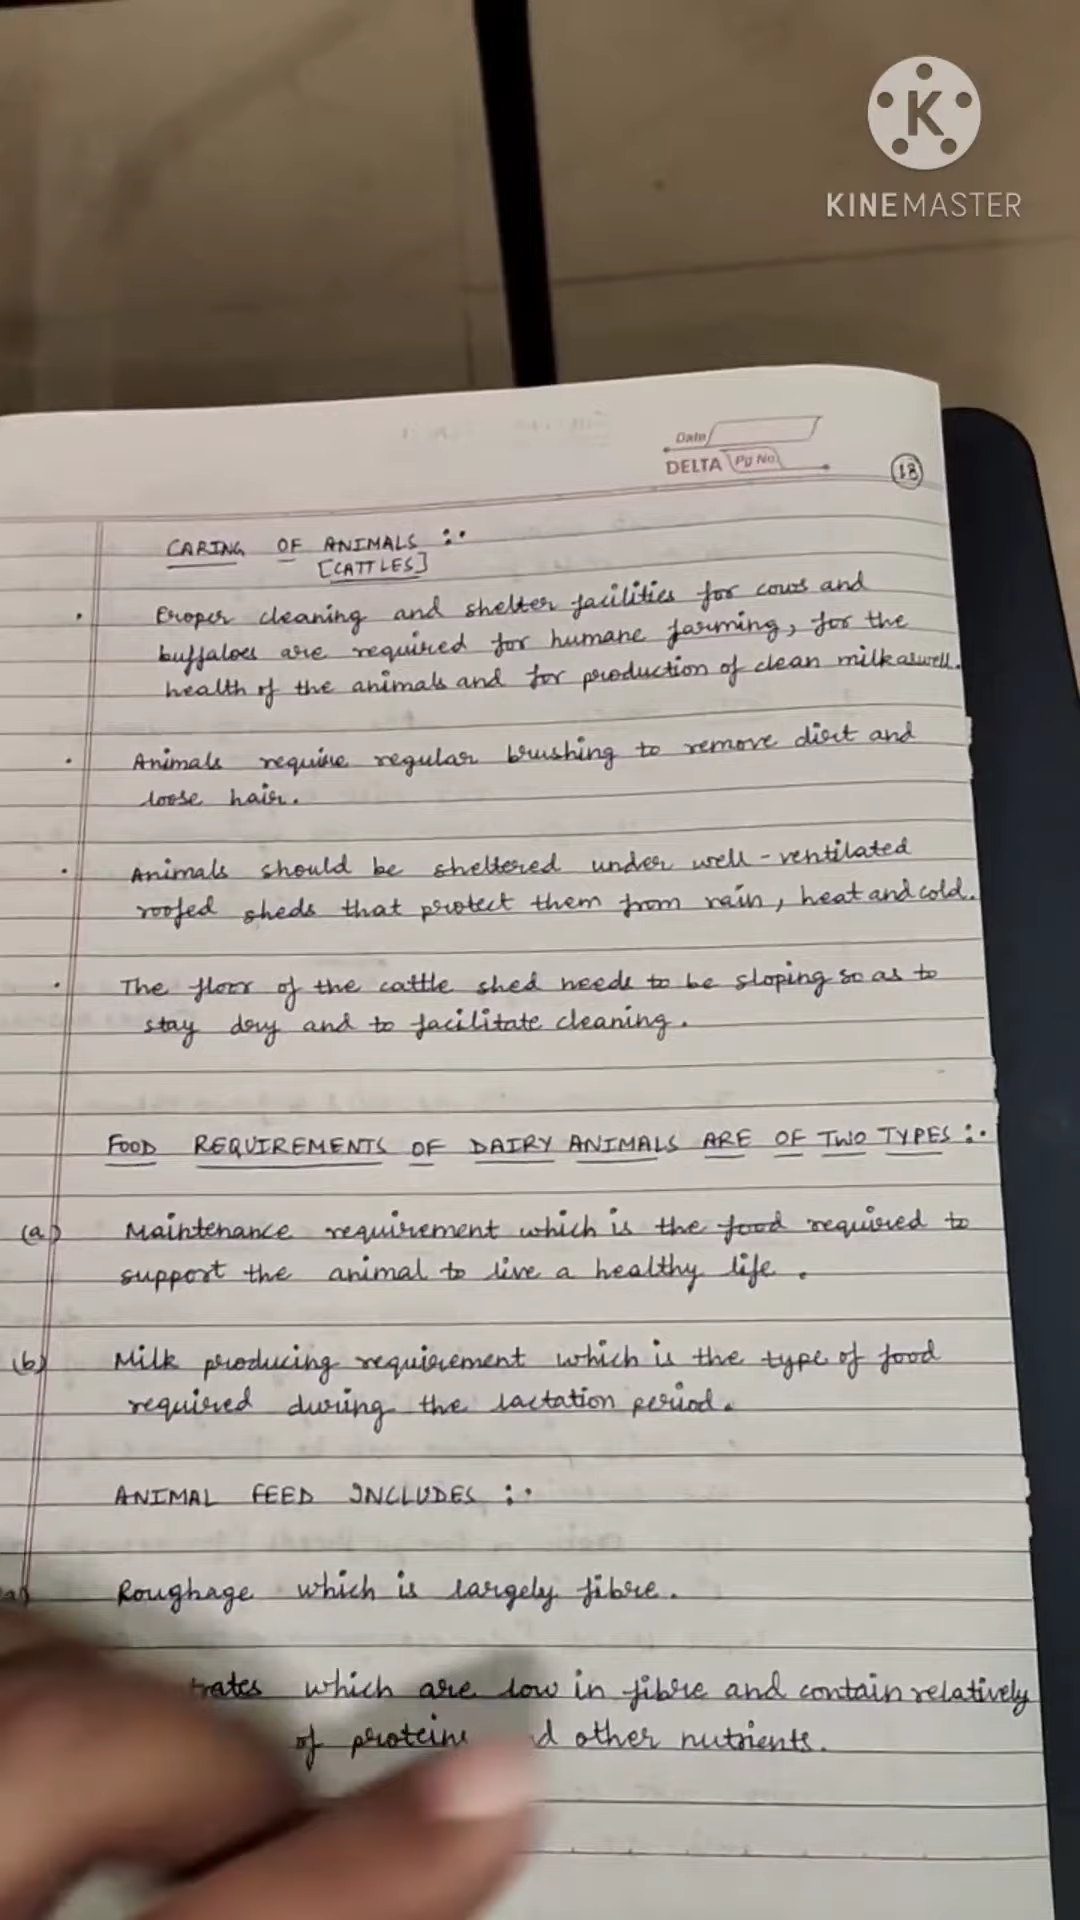 K
KINEMASTER
Date
DELTA Pg No
18
CARING OF ANIMALS :•
[CATTLES]
• Proper cleaning and shelter facilities for cows and
buffaloes are required for humane farming, for the
health of the animals and for production of clean milk aswell.
• Animals require regular brushing to remove dirt and
loose hair.
• Animals should be sheltered under well-ventilated
roofed sheds that protect them from rain, heat and cold.
• The floor of the cattle shed needs to be sloping so as to
stay dry and to facilitate cleaning.
FOOD REQUIREMENTS OF DAIRY ANIMALS ARE OF TWO TYPES :•
(a) Maintenance requirement which is the food required to
support the animal to live a healthy life.
(b) Milk producing requirement which is the type of food
required during the lactation period.
ANIMAL FEED INCLUDES :•
Roughage which is largely fibre.
which are low in fibre and contain relatively
of other nutrients.